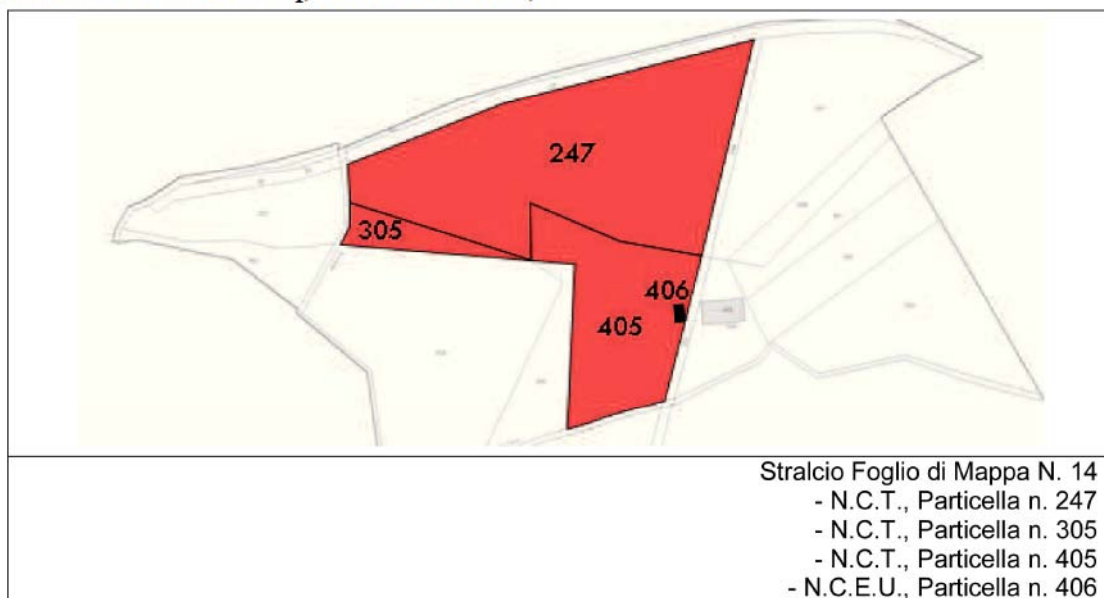 247
305
406
405
Stralcio Foglio di Mappa N. 14
- N.C.T., Particella n. 247
- N.C.T., Particella n. 305
- N.C.T., Particella n. 405
- N.C.E.U., Particella n. 406